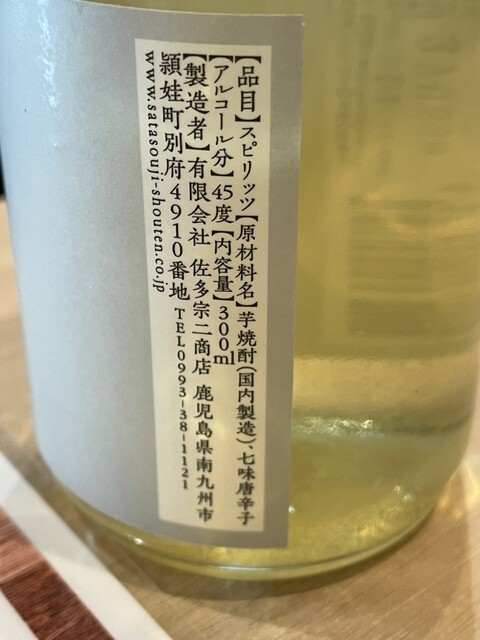 【品目】スピリッツ【原材料名】芋焼酎(国内製造)、七味唐辛子
【アルコール分】45度【内容量】300ml
【製造者】有限会社 佐多宗二商店 鹿児島県南九州市
頴娃町別府4910番地 TEL0993-38-1121
www.satasouji-shouten.co.jp